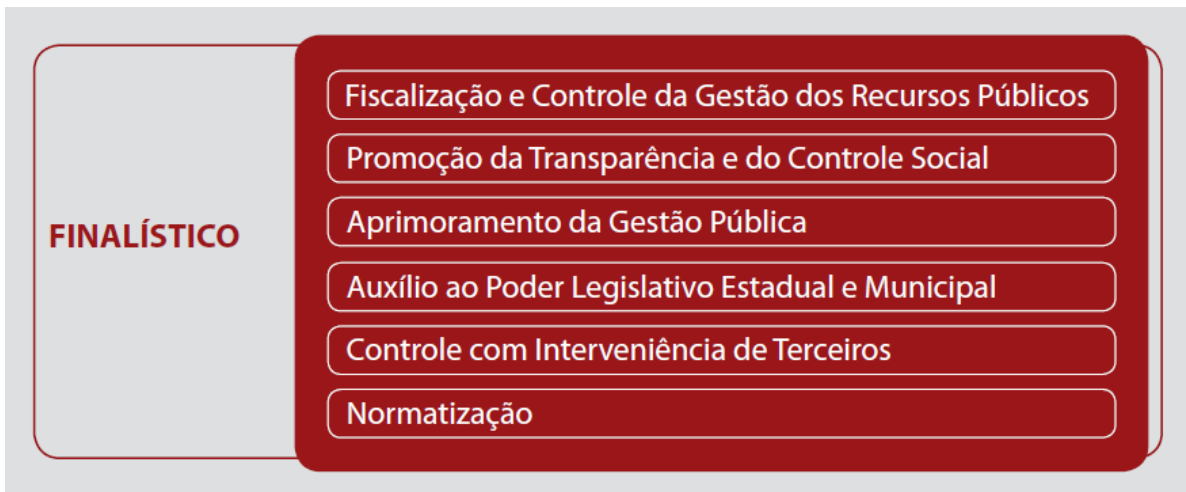 FINALÍSTICO
Fiscalização e Controle da Gestão dos Recursos Públicos
Promoção da Transparência e do Controle Social
Aprimoramento da Gestão Pública
Auxílio ao Poder Legislativo Estadual e Municipal
Controle com Interveniência de Terceiros
Normatização